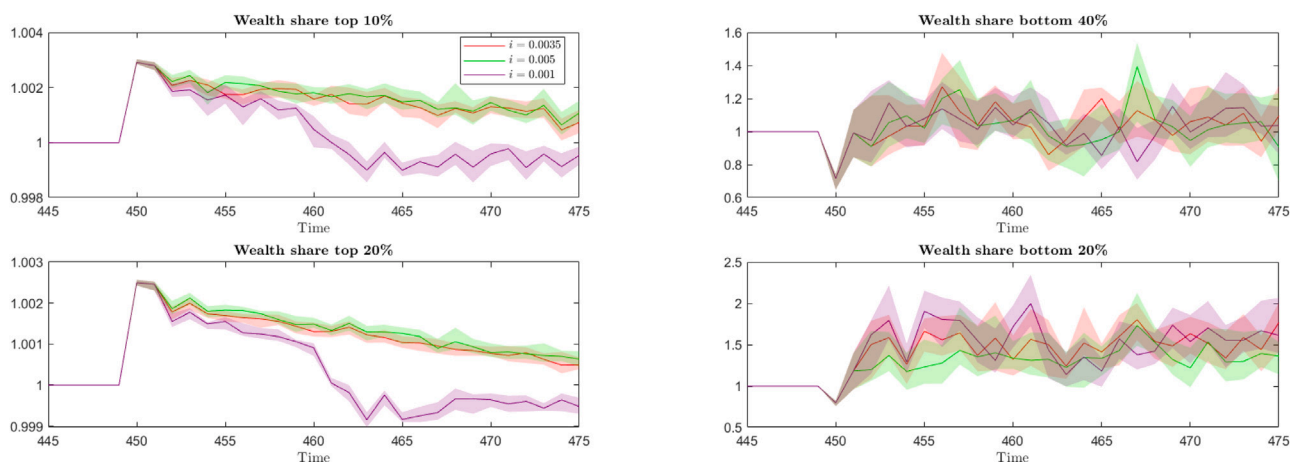 Wealth share top 10%
1.004
1.002
1
0.998
i = 0.0035
i = 0.005
i = 0.001
445 450 455 460 465 470 475
Time
Wealth share bottom 40%
1.6
1.4
1.2
1
0.8
0.6
445 450 455 460 465 470 475
Time
Wealth share top 20%
1.003
1.002
1.001
1
0.999
445 450 455 460 465 470 475
Time
Wealth share bottom 20%
2.5
2
1.5
1
0.5
445 450 455 460 465 470 475
Time